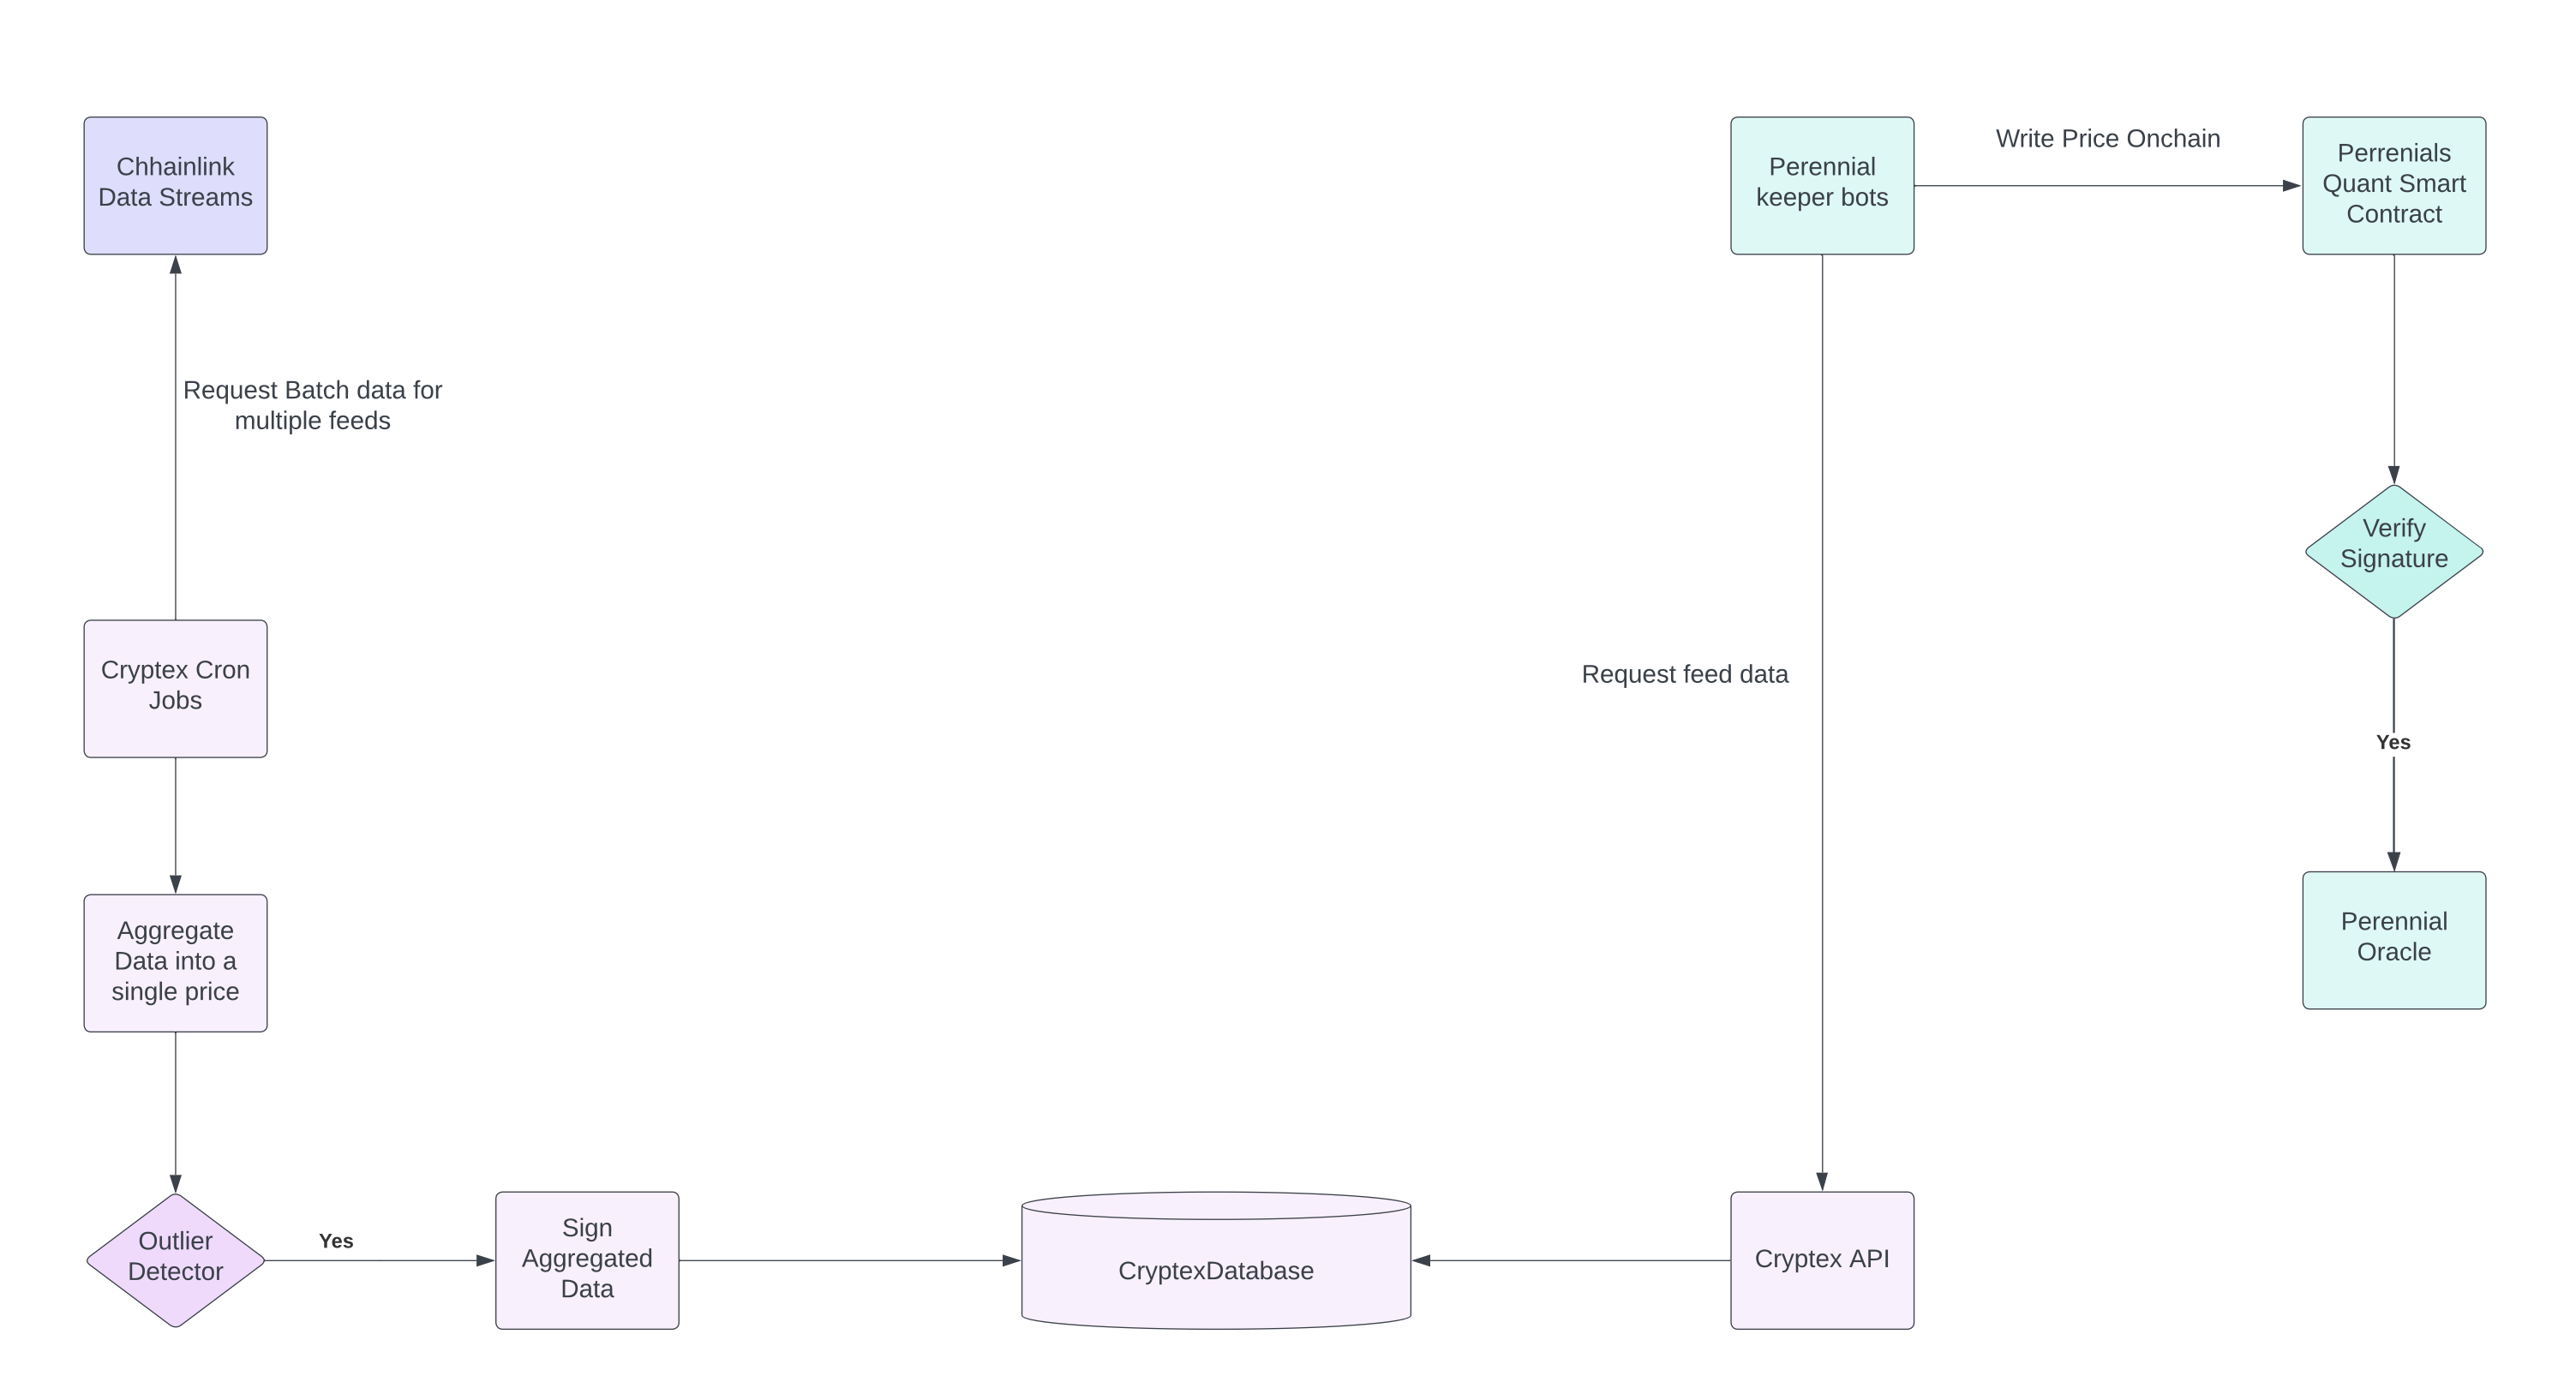 Chhainlink
Data Streams
Request Batch data for
multiple feeds
Cryptex Cron
Jobs
Aggregate
Data into a
single price
Outlier
Detector
Yes
Sign
Aggregated
Data
CryptexDatabase
Cryptex API
Request feed data
Perennial
keeper bots
Write Price Onchain
Perrenials
Quant Smart
Contract
Verify
Signature
Yes
Perennial
Oracle